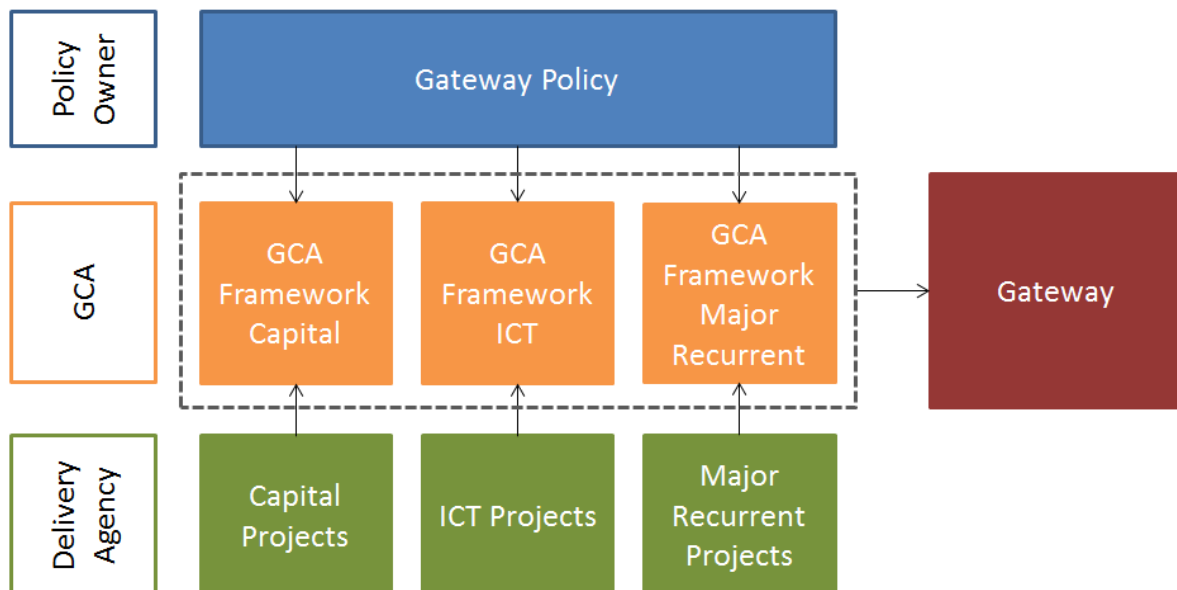 Policy
Owner
Gateway Policy
GCA
GCA
Framework
Capital
GCA
Framework
ICT
GCA
Framework
Major
Recurrent
Gateway
Delivery
Agency
Capital
Projects
ICT Projects
Major
Recurrent
Projects